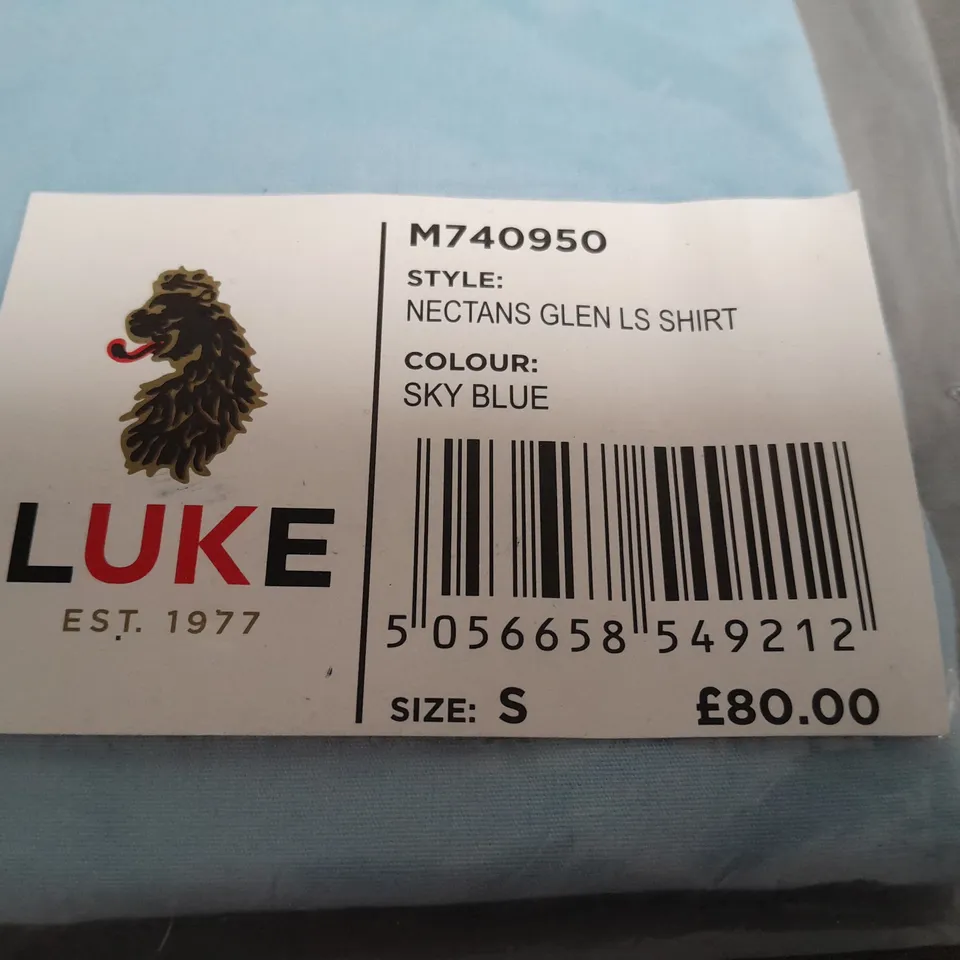 LUKE
EST. 1977
M740950
STYLE:
NECTANS GLEN LS SHIRT
COLOUR:
SKY BLUE
5 056658 549212
SIZE: S £80.00